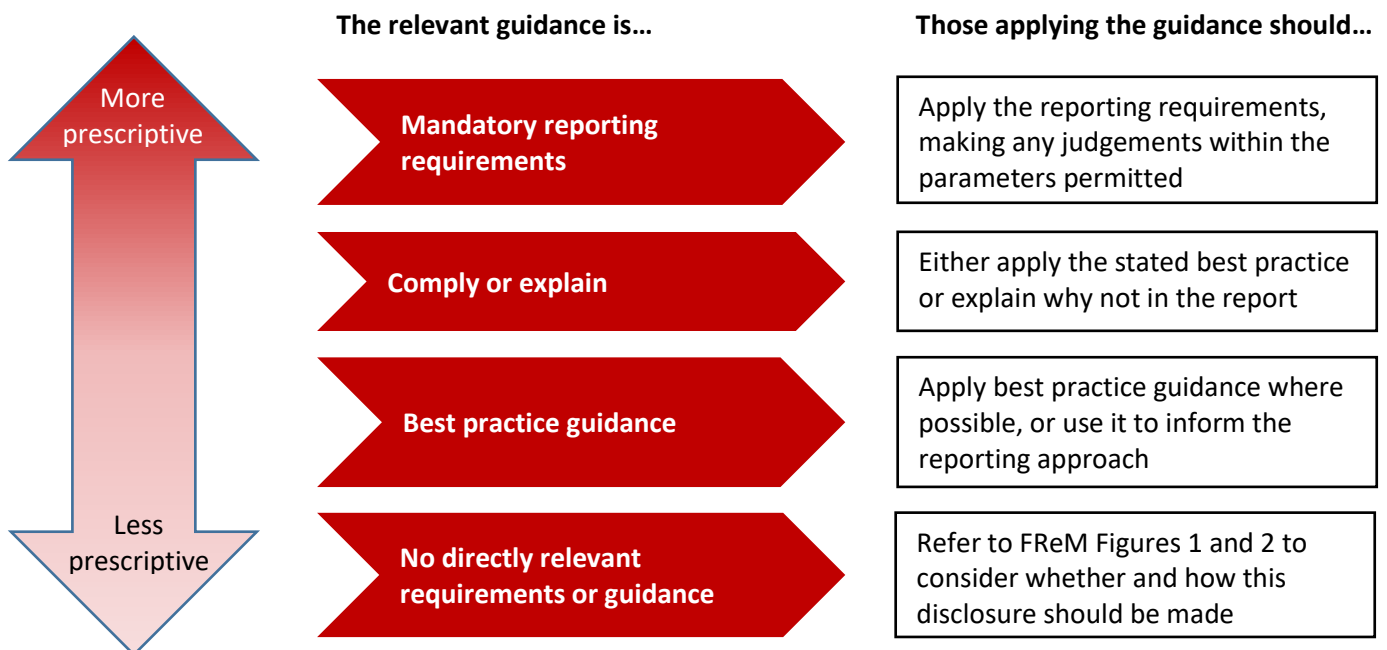 The relevant guidance is…
Those applying the guidance should…
More
prescriptive
Mandatory reporting
requirements
Apply the reporting requirements,
making any judgements within the
parameters permitted
Comply or explain
Either apply the stated best practice
or explain why not in the report
Best practice guidance
Apply best practice guidance where
possible, or use it to inform the
reporting approach
Less
prescriptive
No directly relevant
requirements or guidance
Refer to FReM Figures 1 and 2 to
consider whether and how this
disclosure should be made